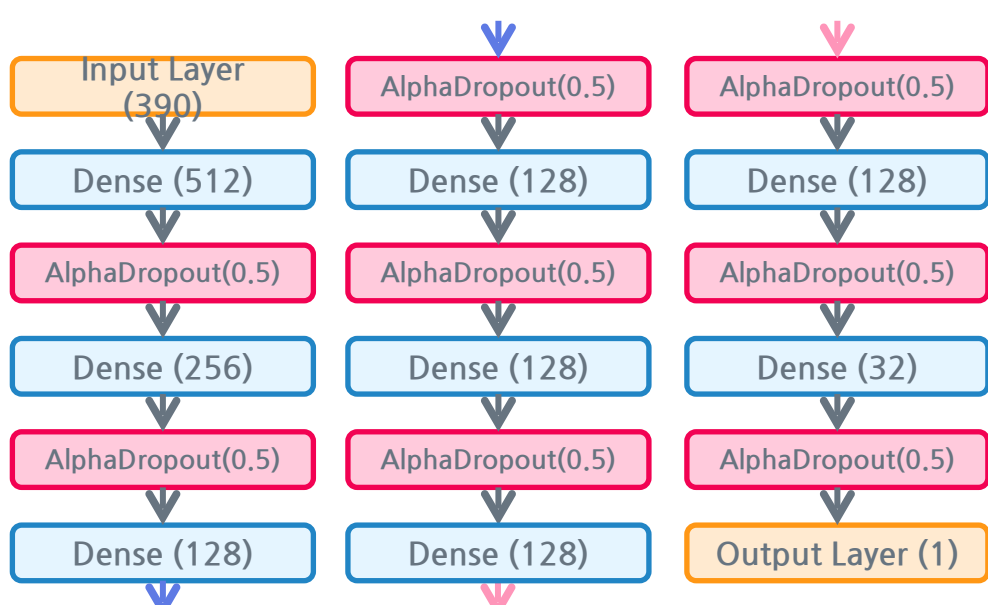 Input Layer
(390)
Dense (512)
AlphaDropout(0.5)
Dense (256)
AlphaDropout(0.5)
Dense (128)
AlphaDropout(0.5)
Dense (128)
AlphaDropout(0.5)
Dense (128)
AlphaDropout(0.5)
Dense (128)
AlphaDropout(0.5)
Dense (128)
AlphaDropout(0.5)
Dense (32)
AlphaDropout(0.5)
Output Layer (1)